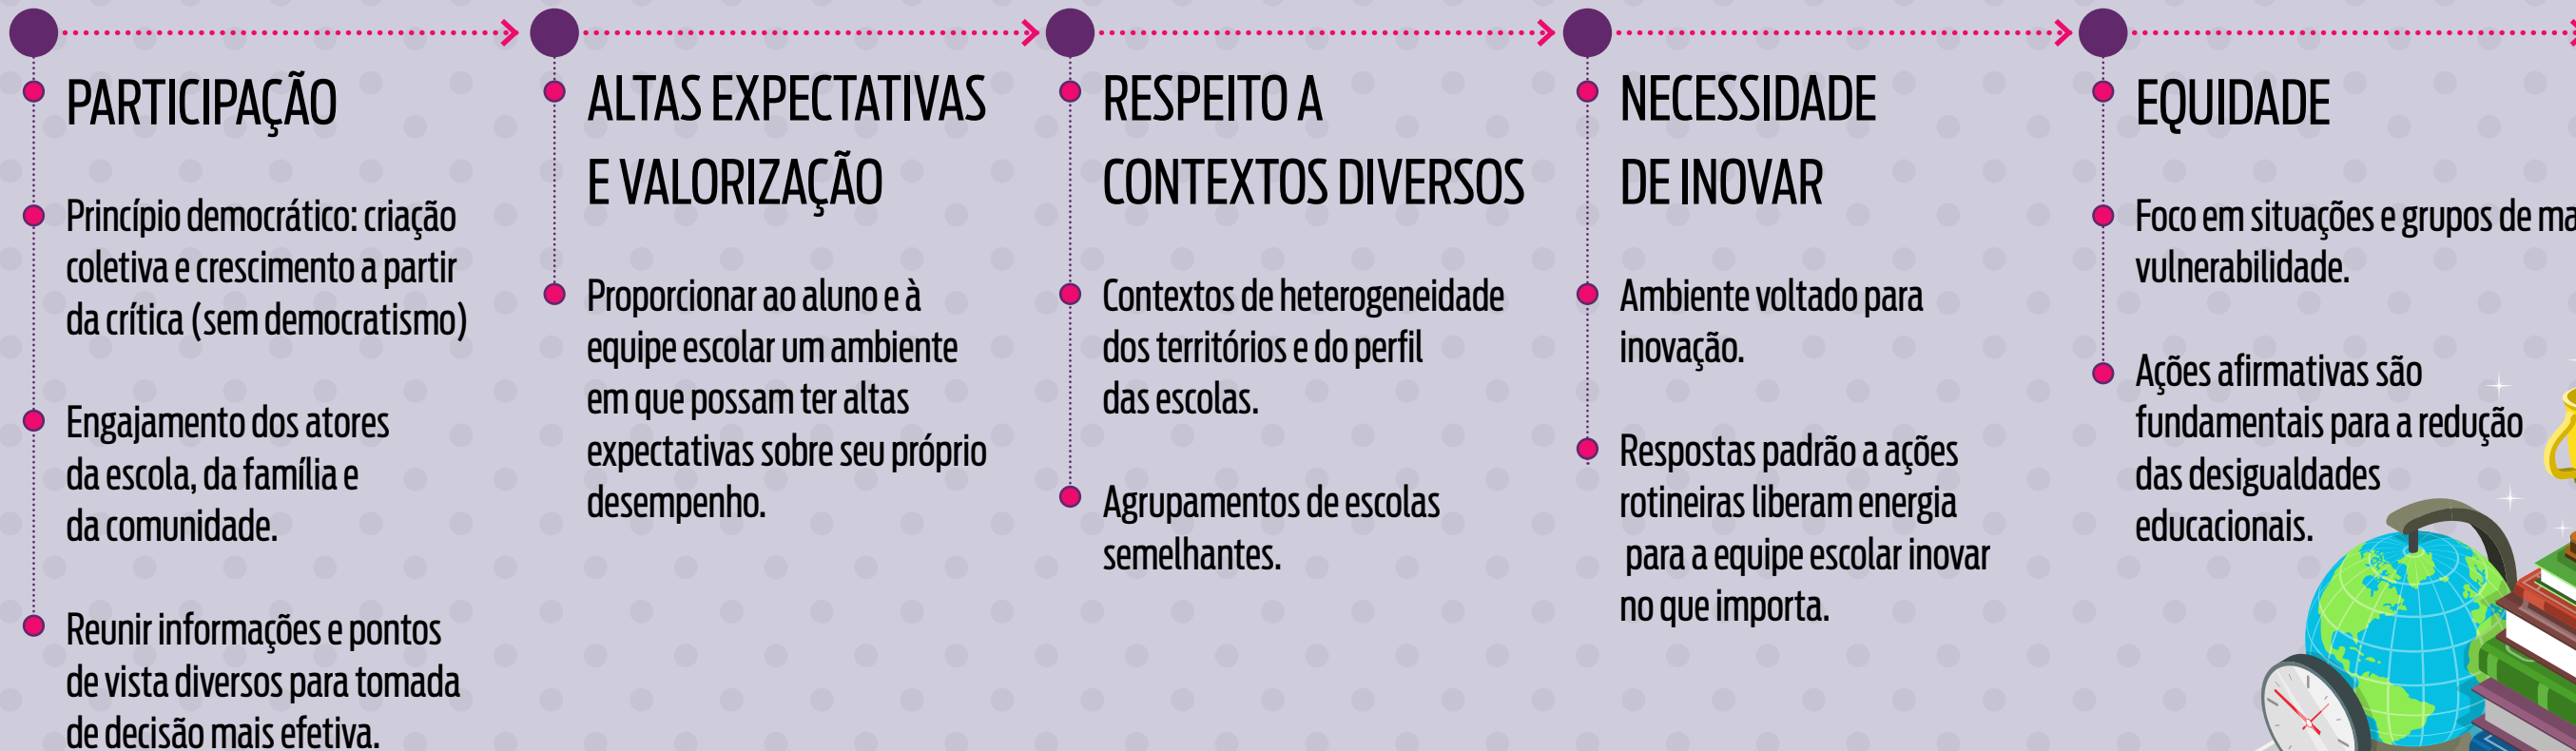 PARTICIPAÇÃO
Princípio democrático: criação
coletiva e crescimento a partir
da crítica (sem democratismo)
Engajamento dos atores
da escola, da família e
da comunidade.
Reunir informações e pontos
de vista diversos para tomada
de decisão mais efetiva.
ALTAS EXPECTATIVAS
E VALORIZAÇÃO
Proporcionar ao aluno e à
equipe escolar um ambiente
em que possam ter altas
expectativas sobre seu próprio
desempenho.
RESPEITO A
CONTEXTOS DIVERSOS
Contextos de heterogeneidade
dos territórios e do perfil
das escolas.
Agrupamentos de escolas
semelhantes.
NECESSIDADE
DE INOVAR
Ambiente voltado para
inovação.
Respostas padrão a ações
rotineiras liberam energia
para a equipe escolar inovar
no que importa.
EQUIDADE
Foco em situações e grupos de
vulnerabilidade.
Ações afirmativas são
fundamentais para a redução
das desigualdades
educacionais.